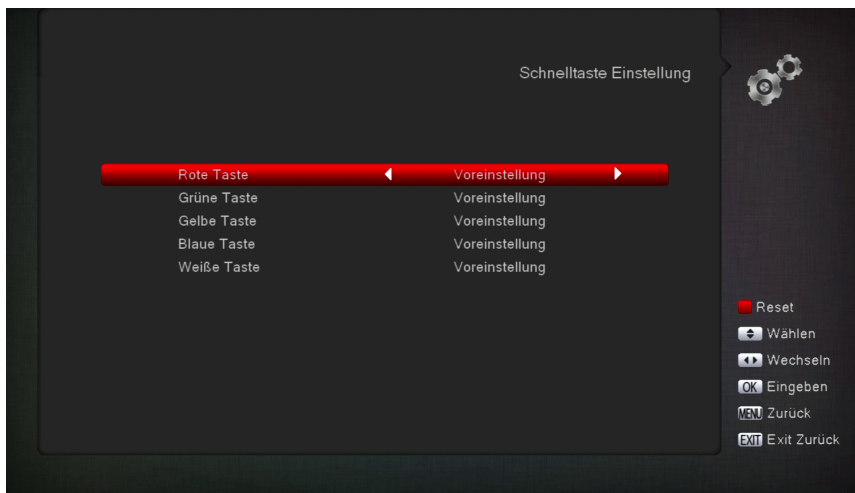 Schnelltaste Einstellung
Rote Taste Voreinstellung
Grüne Taste Voreinstellung
Gelbe Taste Voreinstellung
Blaue Taste Voreinstellung
Weiße Taste Voreinstellung
Reset
Wählen
Wechseln
OK Eingeben
MENU Zurück
EXIT Exit Zurück